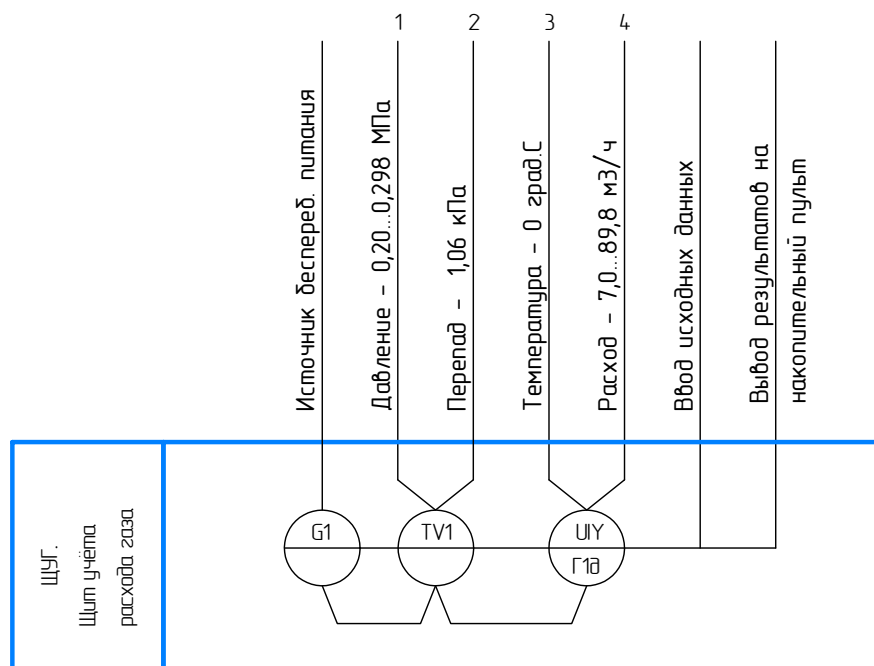 1
2
3
4
Источник беспереб. питания
Давление - 0,20...0,298 МПа
Перепад - 1,06 кПа
Температура - 0 град.С
Расход - 7,0...89,8 м3/ч
Ввод исходных данных
Вывод результатов на
накопительный пульт
ЩУГ.
Щит учёта
расхода газа
G1
TV1
UIY
Г1д